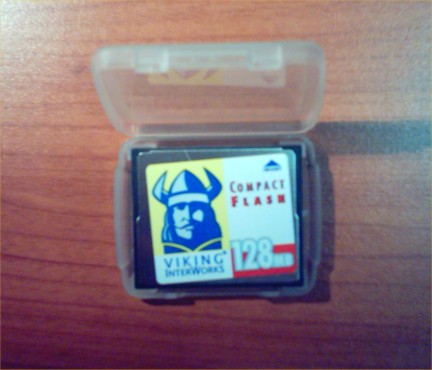 COMPACT
FLASH
128MB
VIKING
INTERWORKS